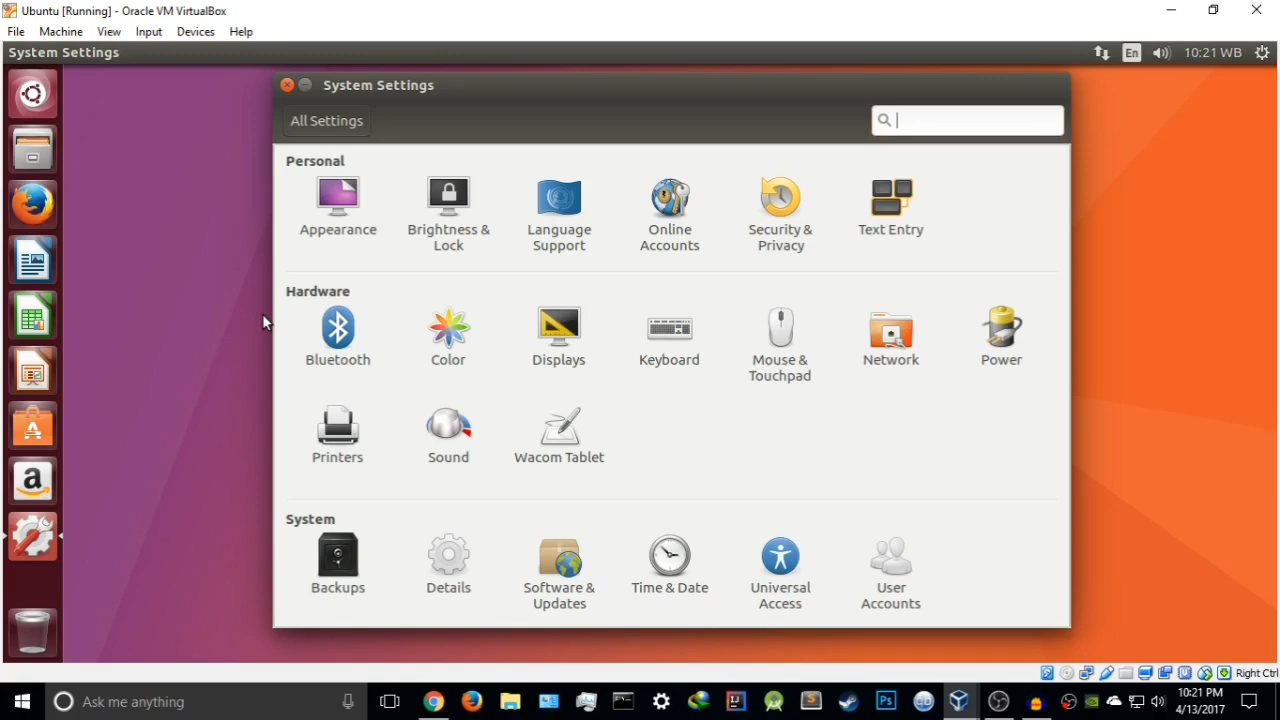 Ubuntu [Running] - Oracle VM VirtualBox
File Machine View Input Devices Help
System Settings En 10:21 WB
System Settings
All Settings
Personal
Appearance
Brightness &
Lock
Language
Support
Online
Accounts
Security &
Privacy
Text Entry
Hardware
Bluetooth
Color
Displays
Keyboard
Mouse &
Touchpad
Network
Power
Printers
Sound
Wacom Tablet
System
Backups
Details
Software &
Updates
Time & Date
Universal
Access
User
Accounts
Right Ctrl
Ask me anything
10:21 PM
4/13/2017